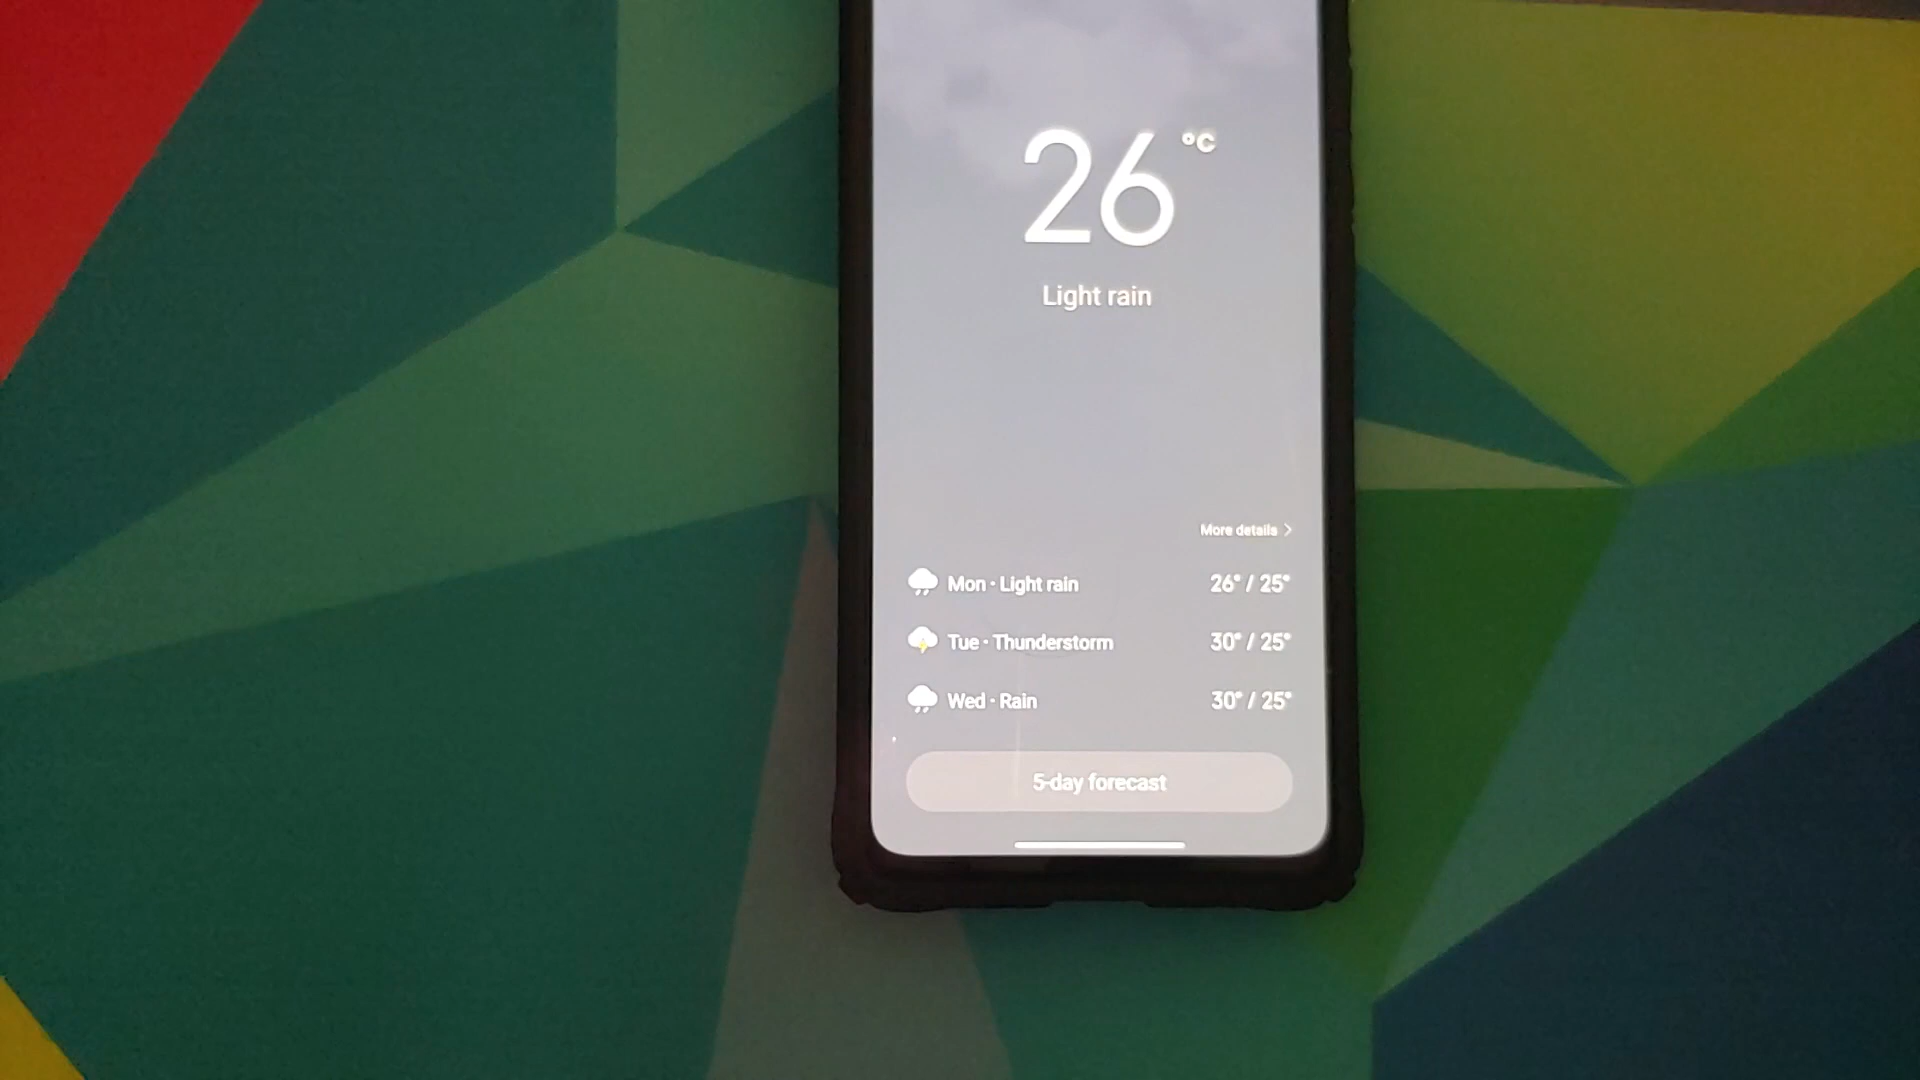 26 °C
Light rain
More details >
Mon · Light rain 26° / 25°
Tue · Thunderstorm 30° / 25°
Wed · Rain 30° / 25°
5-day forecast